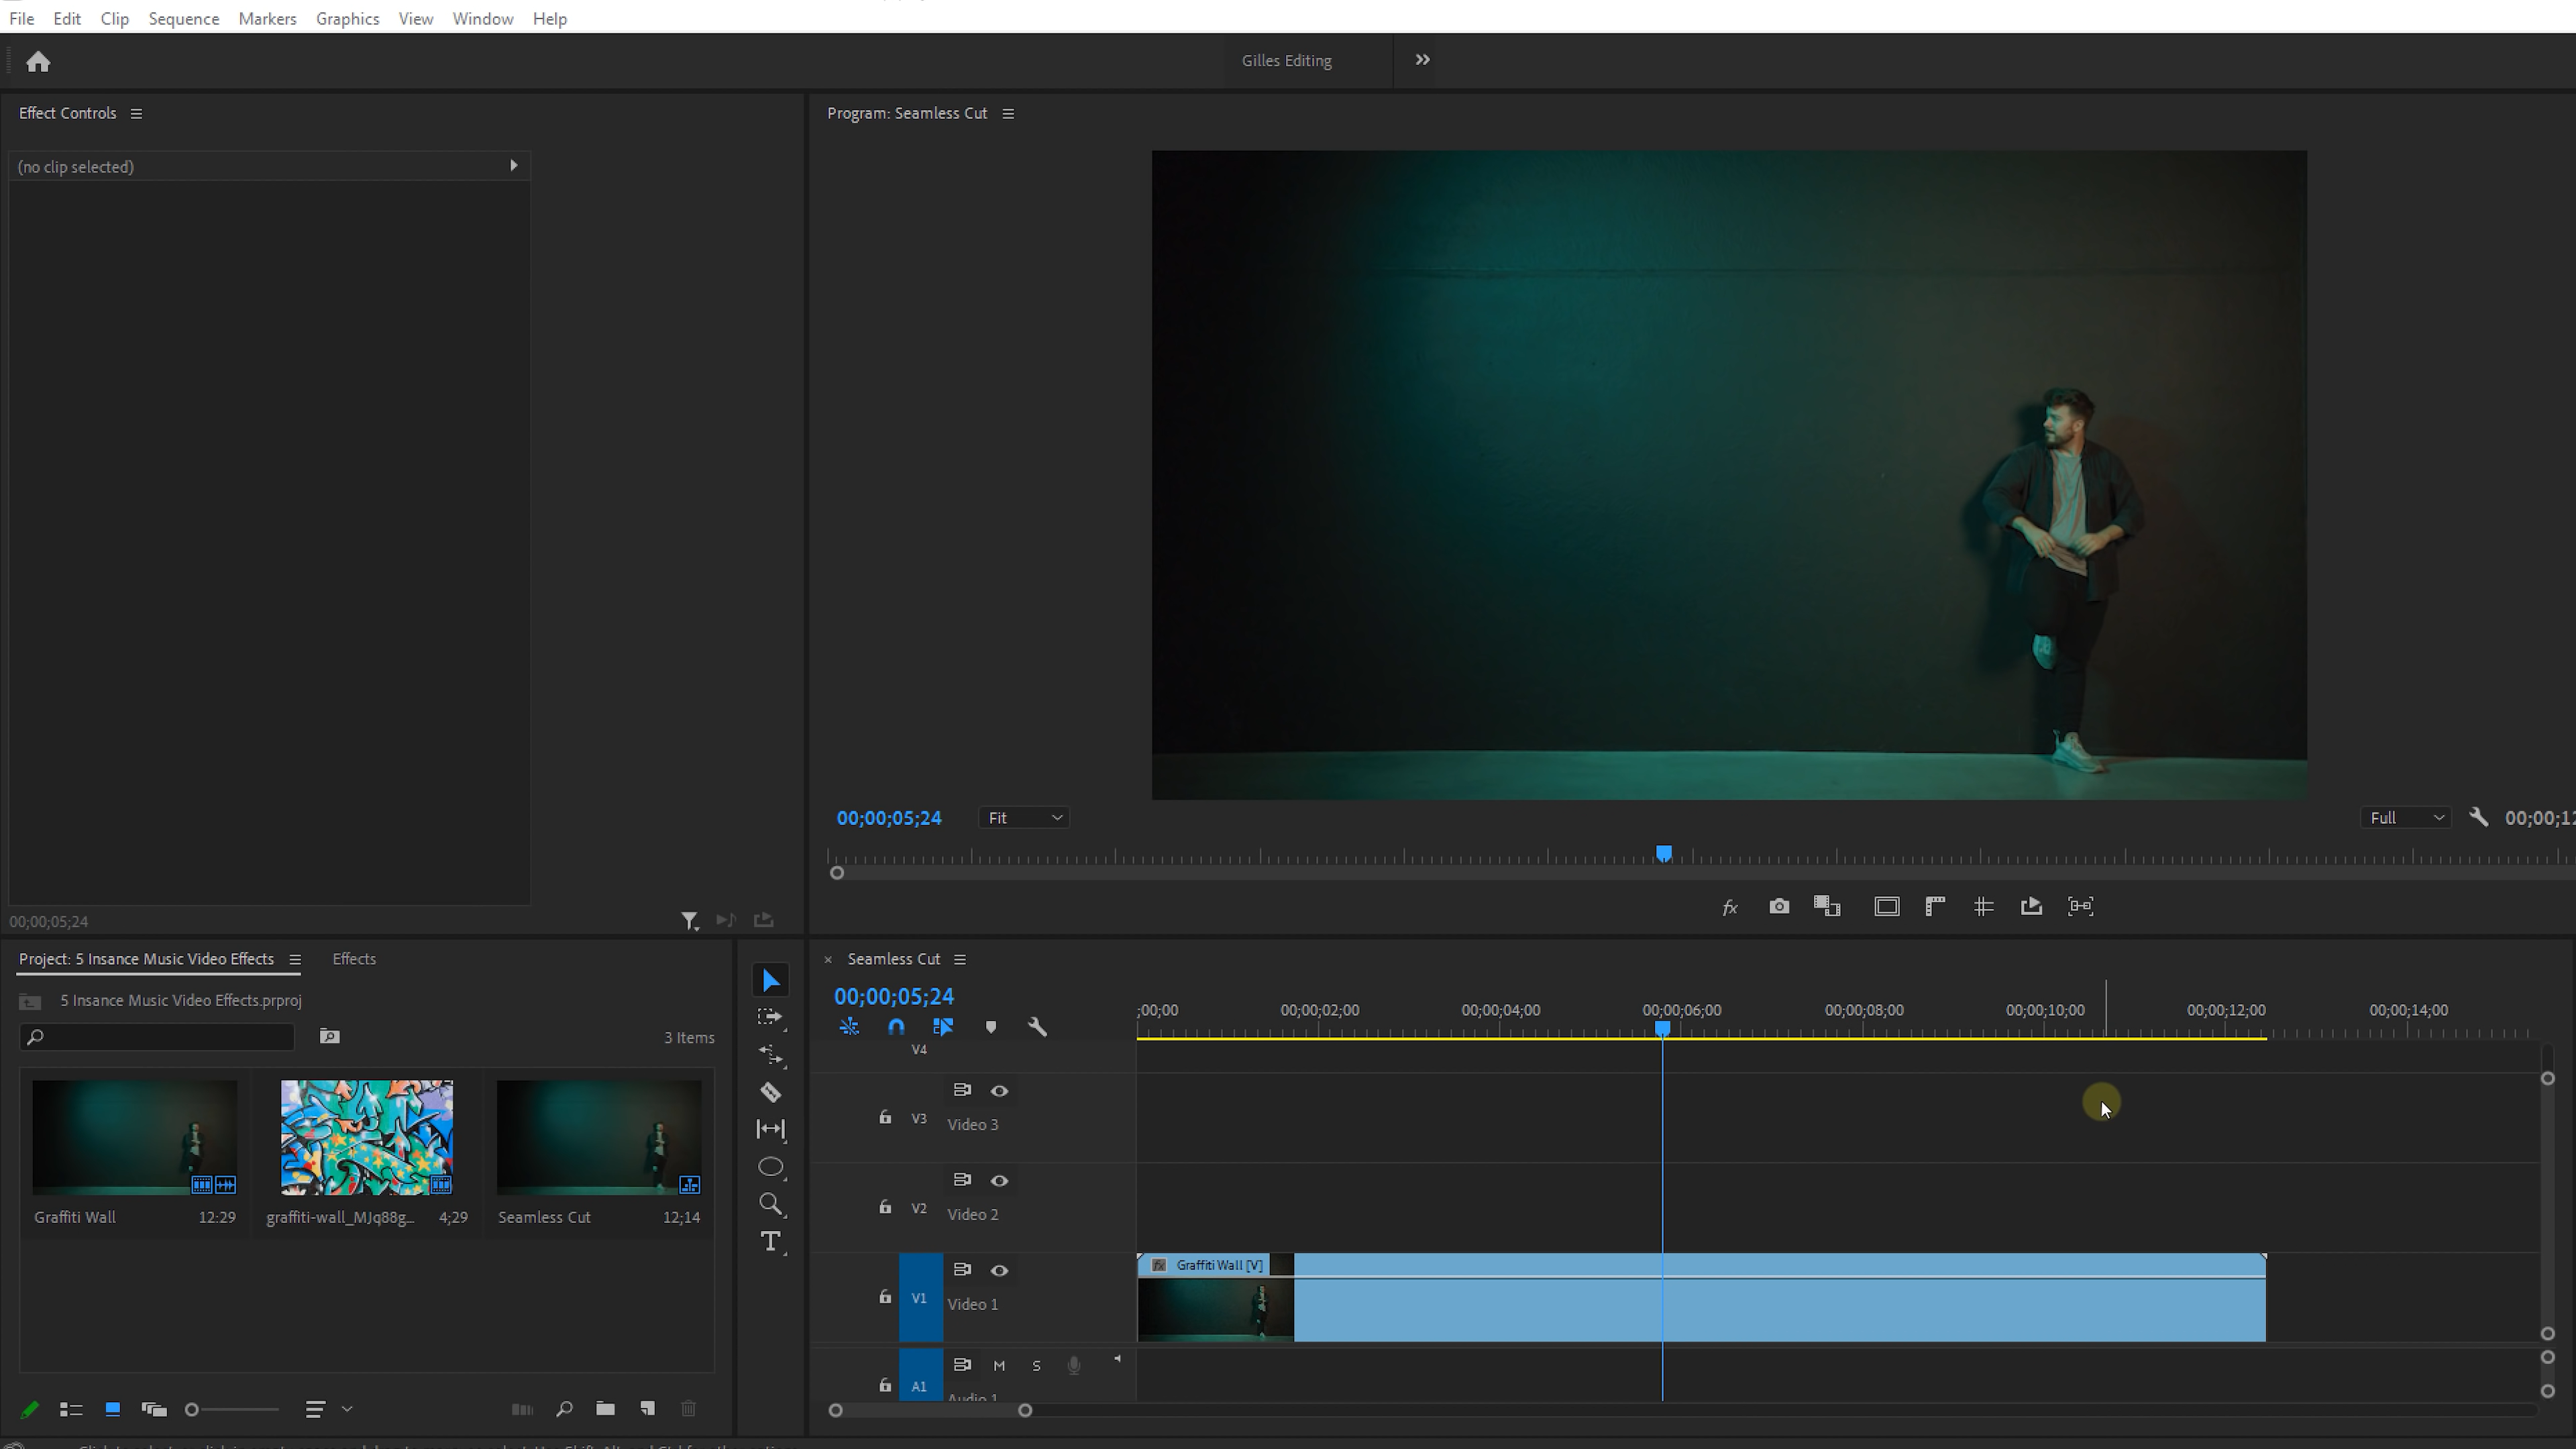 File Edit Clip Sequence Markers Graphics View Window Help
Gilles Editing
Effect Controls
Program: Seamless Cut
(no clip selected)
00;00;05;24
Fit
Full
00;00;05;24
Project: 5 Insance Music Video Effects
Effects
Seamless Cut
5 Insance Music Video Effects.prproj
00;00;05;24
;00;00 00;00;02;00 00;00;04;00 00;00;06;00 00;00;08;00 00;00;10;00 00;00;12;00 00;00;14;00
3 Items
V4
V3 Video 3
V2 Video 2
Graffiti Wall 12:29
graffiti-wall_MJq88g... 4;29
Seamless Cut 12;14
Graffiti Wall [V]
V1 Video 1
M S
A1 Audio 1